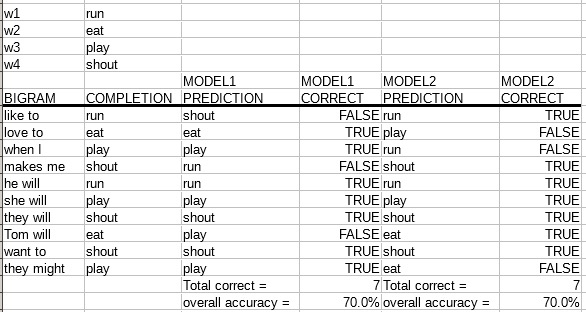 w1 run
w2 eat
w3 play
w4 shout
MODEL1 MODEL1 MODEL2 MODEL2
BIGRAM COMPLETION PREDICTION CORRECT PREDICTION CORRECT
like to run shout FALSE run TRUE
love to eat eat TRUE play FALSE
when I play play TRUE run FALSE
makes me shout run FALSE shout TRUE
he will run run TRUE run TRUE
she will play play TRUE play TRUE
they will shout shout TRUE shout TRUE
Tom will eat play FALSE eat TRUE
want to shout shout TRUE shout TRUE
they might play play TRUE eat FALSE
Total correct = 7 Total correct = 7
overall accuracy = 70.0% overall accuracy = 70.0%